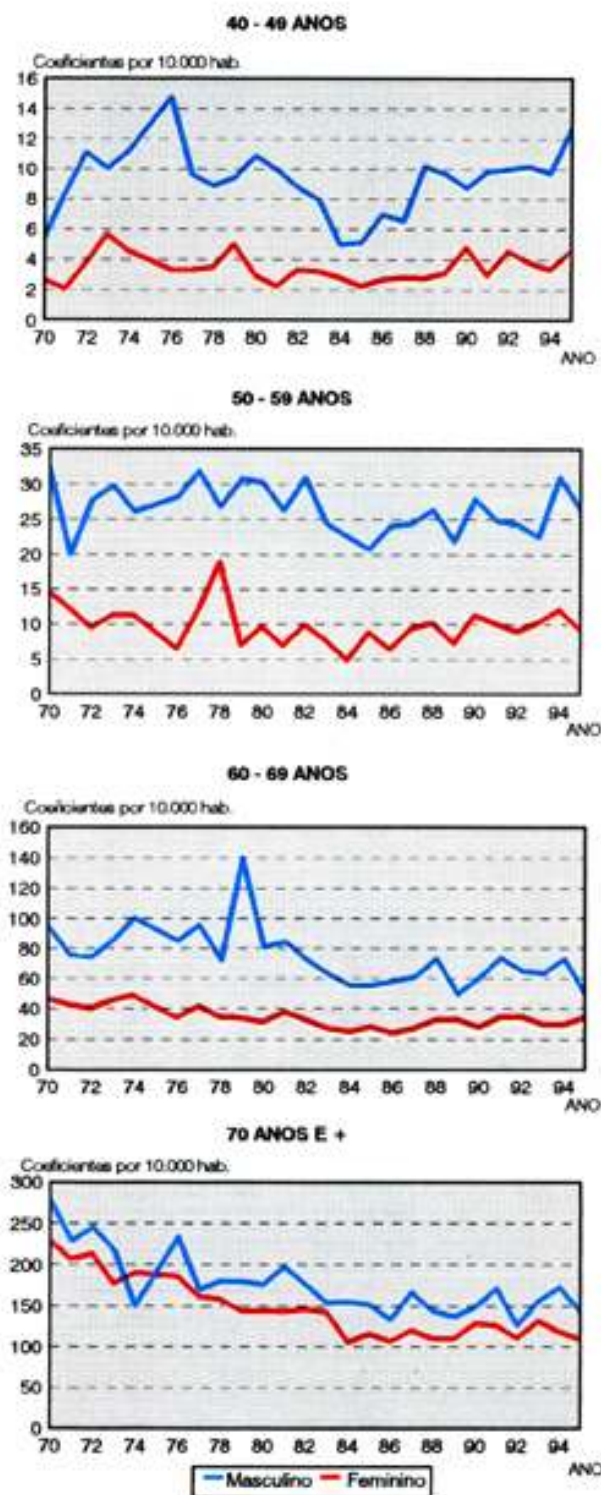 40 - 49 ANOS
Coeficientes por 10.000 hab.
16
14
12
10
8
6
4
2
0
70 72 74 76 78 80 82 84 86 88 90 92 94
ANO
50 - 59 ANOS
Coeficientes por 10.000 hab.
35
30
25
20
15
10
5
0
70 72 74 76 78 80 82 84 86 88 90 92 94
ANO
60 - 69 ANOS
Coeficientes por 10.000 hab.
160
140
120
100
80
60
40
20
0
70 72 74 76 78 80 82 84 86 88 90 92 94
ANO
70 ANOS E +
Coeficientes por 10.000 hab.
300
250
200
150
100
50
0
70 72 74 76 78 80 82 84 86 88 90 92 94
ANO
Masculino Feminino